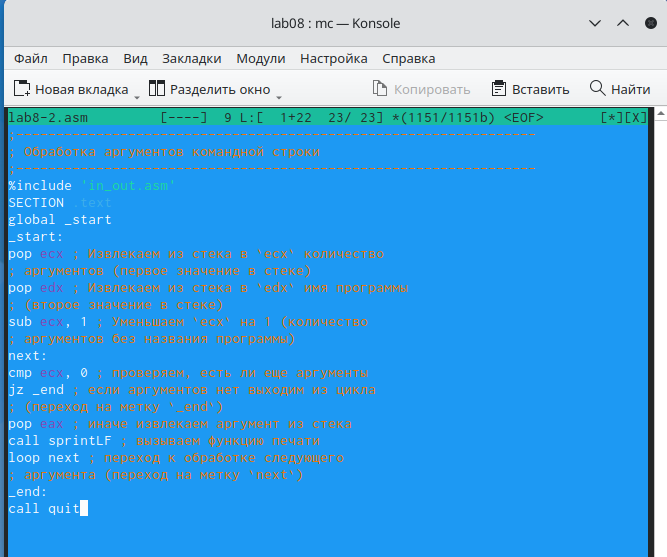 lab08 : mc — Konsole
Файл Правка Вид Закладки Модули Настройка Справка
Новая вкладка Разделить окно Копировать Вставить Найти
lab8-2.asm [----] 9 L:[ 1+22 23/ 23] *(1151/1151b) <EOF> [*][X]
;-----------------------------------------------------------------
; Обработка аргументов командной строки
;-----------------------------------------------------------------
%include 'in_out.asm'
SECTION .text
global _start
_start:
pop ecx ; Извлекаем из стека в `ecx` количество
; аргументов (первое значение в стеке)
pop edx ; Извлекаем из стека в `edx` имя программы
; (второе значение в стеке)
sub ecx, 1 ; Уменьшаем `ecx` на 1 (количество
; аргументов без названия программы)
next:
cmp ecx, 0 ; проверяем, есть ли еще аргументы
jz _end ; если аргументов нет выходим из цикла
; (переход на метку `_end`)
pop eax ; иначе извлекаем аргумент из стека
call sprintLF ; вызываем функцию печати
loop next ; переход к обработке следующего
; аргумента (переход на метку `next`)
_end:
call quit